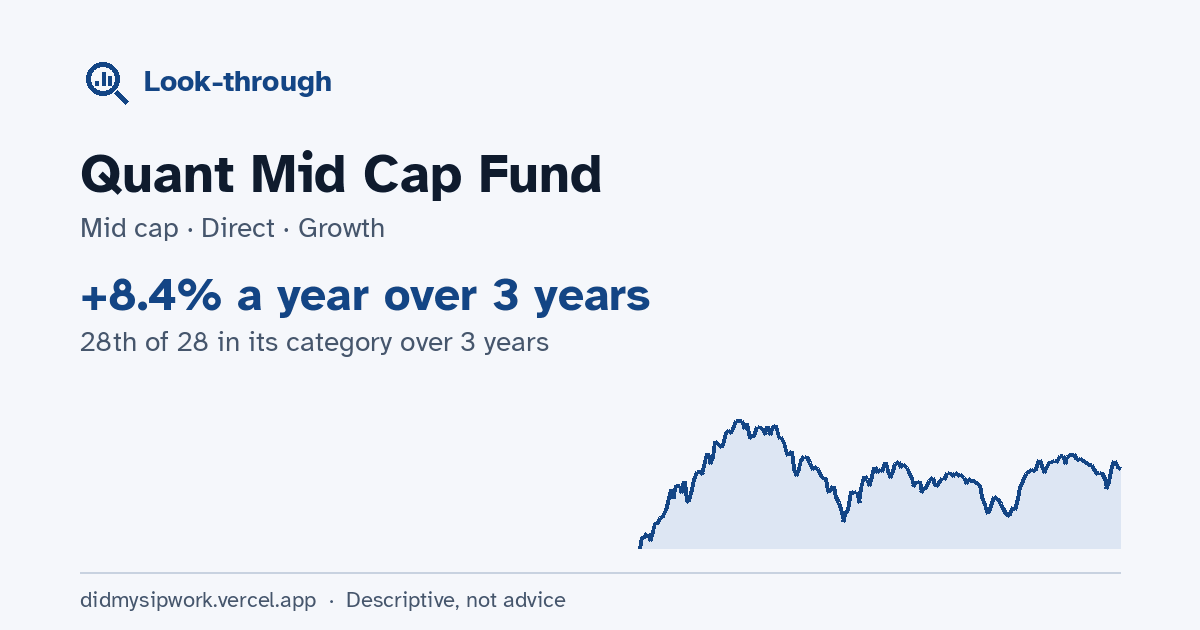 Look-through
Quant Mid Cap Fund
Mid cap · Direct · Growth
+8.4% a year over 3 years
28th of 28 in its category over 3 years
didmysipwork.vercel.app · Descriptive, not advice